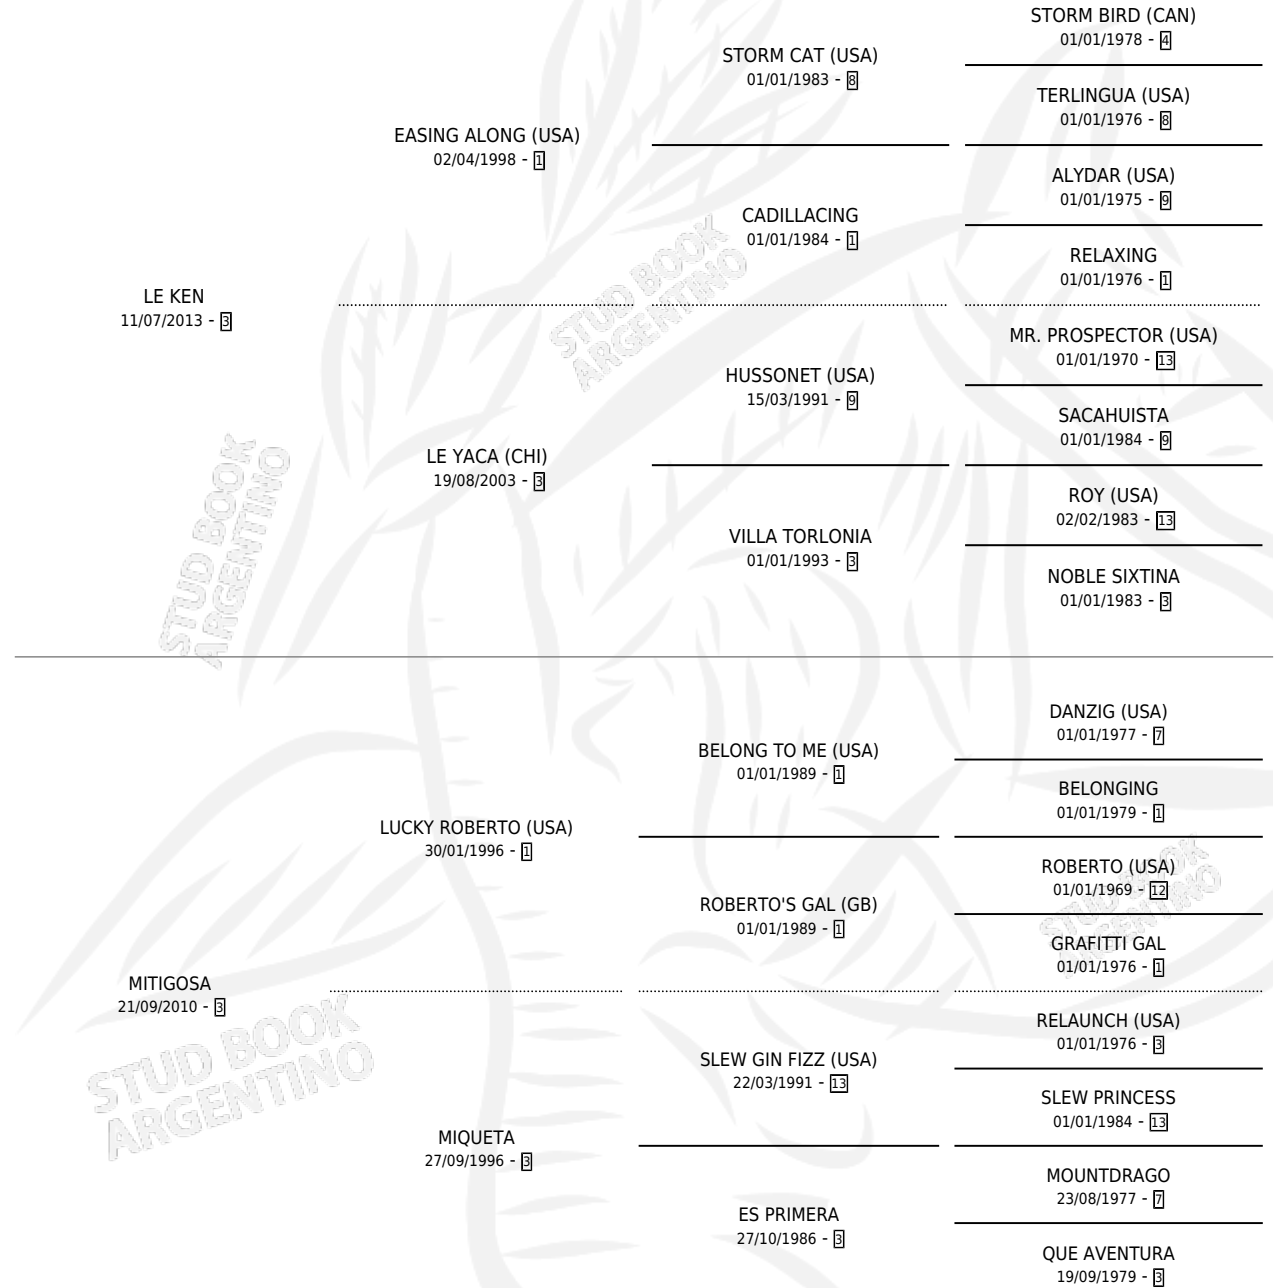 STORM BIRD (CAN)
01/01/1978 - 4
STORM CAT (USA)
01/01/1983 - 8
TERLINGUA (USA)
01/01/1976 - 8
EASING ALONG (USA)
02/04/1998 - 1
ALYDAR (USA)
01/01/1975 - 9
CADILLACING
01/01/1984 - 1
RELAXING
01/01/1976 - 1
LE KEN
11/07/2013 - 3
MR. PROSPECTOR (USA)
01/01/1970 - 13
HUSSONET (USA)
15/03/1991 - 9
SACAHUISTA
01/01/1984 - 9
LE YACA (CHI)
19/08/2003 - 3
ROY (USA)
02/02/1983 - 13
VILLA TORLONIA
01/01/1993 - 3
NOBLE SIXTINA
01/01/1983 - 3
DANZIG (USA)
01/01/1977 - 7
BELONG TO ME (USA)
01/01/1989 - 1
BELONGING
01/01/1979 - 1
LUCKY ROBERTO (USA)
30/01/1996 - 1
ROBERTO (USA)
01/01/1969 - 12
ROBERTO'S GAL (GB)
01/01/1989 - 1
GRAFITTI GAL
01/01/1976 - 1
MITIGOSA
21/09/2010 - 3
RELAUNCH (USA)
01/01/1976 - 3
SLEW GIN FIZZ (USA)
22/03/1991 - 13
SLEW PRINCESS
01/01/1984 - 13
MIQUETA
27/09/1996 - 3
MOUNTDRAGO
23/08/1977 - 7
ES PRIMERA
27/10/1986 - 3
QUE AVENTURA
19/09/1979 - 3
STUD BOOK
ARGENTINO
STUD BOOK
ARGENTINO
STUD BOOK
ARGENTINO
STUD BOOK
ARGENTINO